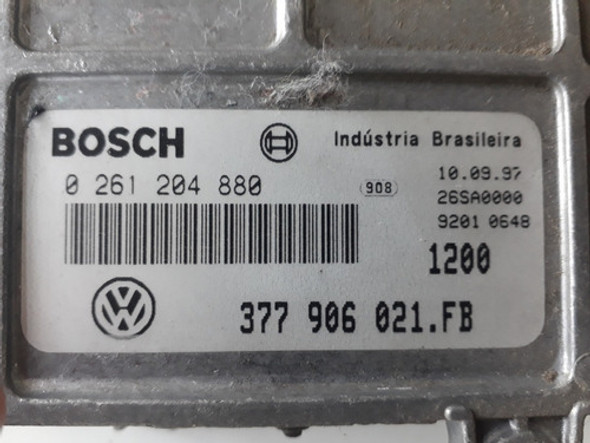 BOSCH
Indústria Brasileira
0 261 204 880
908
10.09.97
26SA0000
9201 0648
1200
377 906 021.FB